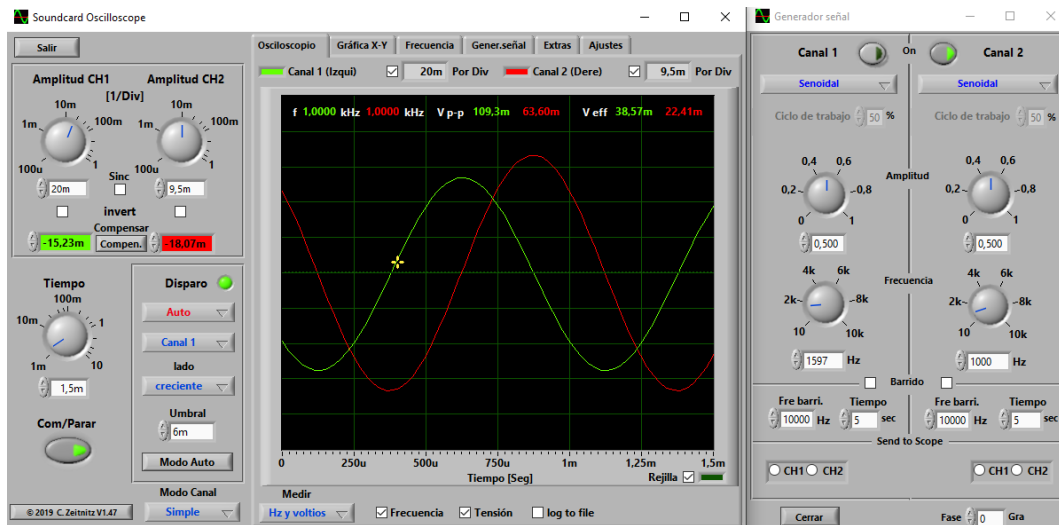 Soundcard Oscilloscope
Salir
Amplitud CH1 Amplitud CH2
[1/Div]
10m 10m
1m 100m 1m 100m
100u 1 100u 1
Sinc
20m 9,5m
invert
Compensar
-15,23m Compen. -18,07m
Tiempo
100m
10m 1
1m 10
1,5m
Com/Parar
© 2019 C. Zeitnitz V1.47
Disparo
Auto
Canal 1
lado
creciente
Umbral
6m
Modo Auto
Modo Canal
Simple
Osciloscopio Gráfica X-Y Frecuencia Gener.señal Extras Ajustes
Canal 1 (Izqui) 20m Por Div Canal 2 (Dere) 9,5m Por Div
f 1,0000 kHz 1,0000 kHz V p-p 109,3m 63,60m V eff 38,57m 22,41m
0 250u 500u 750u 1m 1,25m 1,5m
Tiempo [Seg] Rejilla
Medir
Hz y voltios Frecuencia Tensión log to file
Generador señal
Canal 1 On Canal 2
Senoidal Senoidal
Ciclo de trabajo 50 % Ciclo de trabajo 50 %
0,4 0,6 0,4 0,6
Amplitud
0,2 0,8 0,2 0,8
0 1 0 1
0,500 0,500
4k 6k 4k 6k
Frecuencia
2k 8k 2k 8k
10 10k 10 10k
1597 Hz 1000 Hz
Barrido
Fre barri. Tiempo Fre barri. Tiempo
10000 Hz 5 sec 10000 Hz 5 sec
Send to Scope
CH1 CH2 CH1 CH2
Cerrar Fase 0 Gra